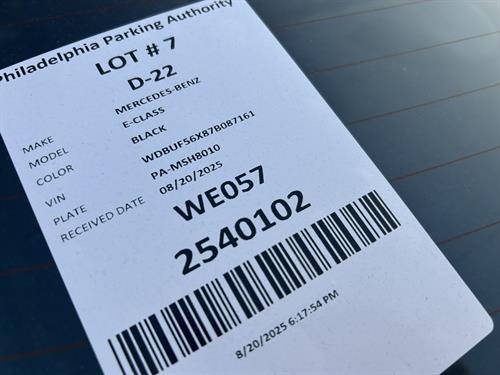 Philadelphia Parking Authority
LOT # 7
D-22
MAKE MERCEDES-BENZ
MODEL E-CLASS
COLOR BLACK
VIN WDBUF56X87B087161
PLATE PA-MSH8010
RECEIVED DATE 08/20/2025
WE057
2540102
8/20/2025 6:17:54 PM